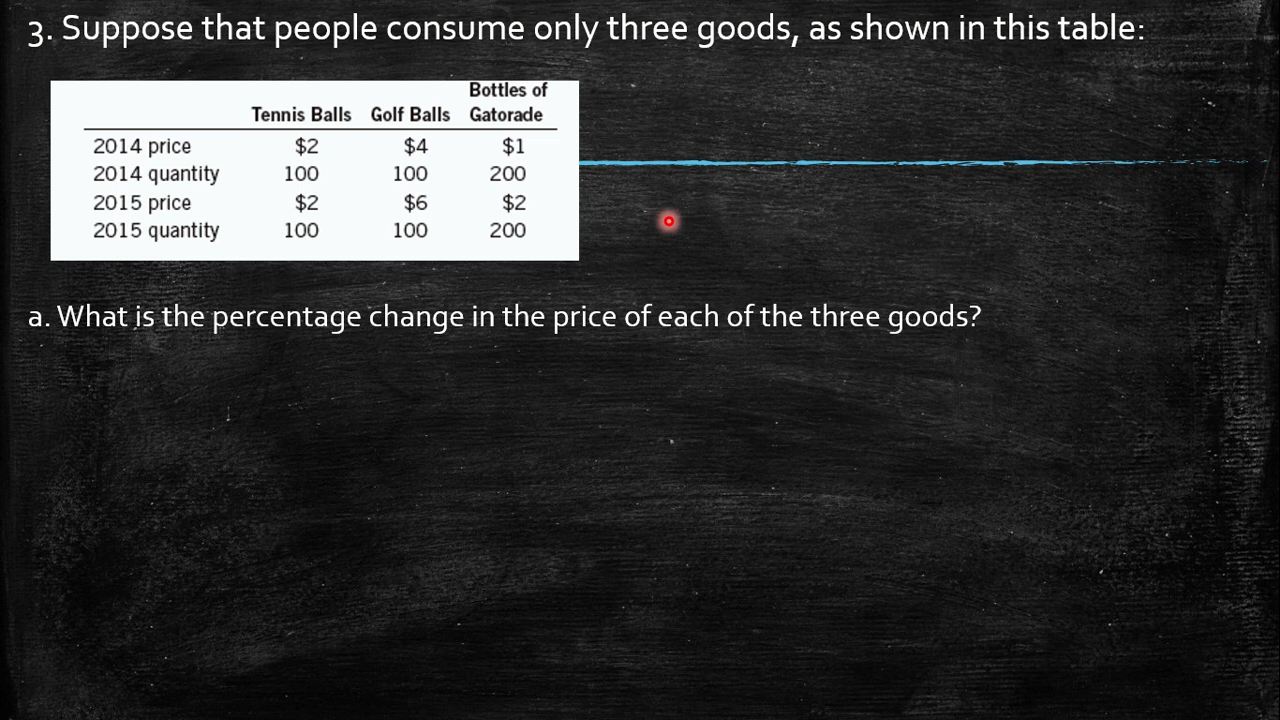 3. Suppose that people consume only three goods, as shown in this table:
Bottles of
Tennis Balls Golf Balls Gatorade
2014 price $2 $4 $1
2014 quantity 100 100 200
2015 price $2 $6 $2
2015 quantity 100 100 200
a. What is the percentage change in the price of each of the three goods?